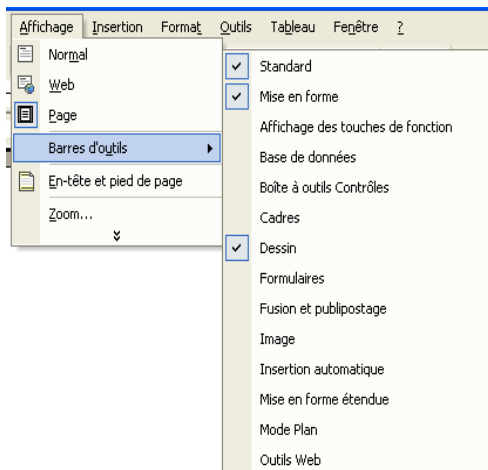 Affichage Insertion Format Outils Tableau Fenêtre ?
Normal
Web
Page
Barres d'outils
En-tête et pied de page
Zoom...
Standard
Mise en forme
Affichage des touches de fonction
Base de données
Boîte à outils Contrôles
Cadres
Dessin
Formulaires
Fusion et publipostage
Image
Insertion automatique
Mise en forme étendue
Mode Plan
Outils Web